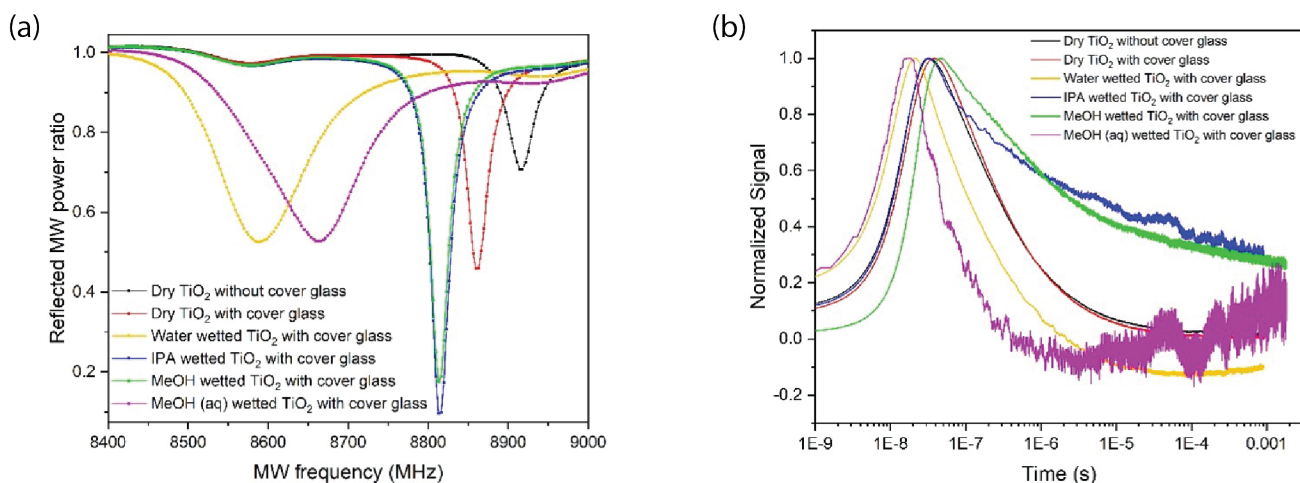 (a)
1.0
0.8
0.6
0.4
0.2
Reflected MW power ratio
Dry TiO₂ without cover glass
Dry TiO₂ with cover glass
Water wetted TiO₂ with cover glass
IPA wetted TiO₂ with cover glass
MeOH wetted TiO₂ with cover glass
MeOH (aq) wetted TiO₂ with cover glass
8400 8500 8600 8700 8800 8900 9000
MW frequency (MHz)
(b)
1.0
0.8
0.6
0.4
0.2
0.0
-0.2
Normalized Signal
Dry TiO₂ without cover glass
Dry TiO₂ with cover glass
Water wetted TiO₂ with cover glass
IPA wetted TiO₂ with cover glass
MeOH wetted TiO₂ with cover glass
MeOH (aq) wetted TiO₂ with cover glass
1E-9 1E-8 1E-7 1E-6 1E-5 1E-4 0.001
Time (s)